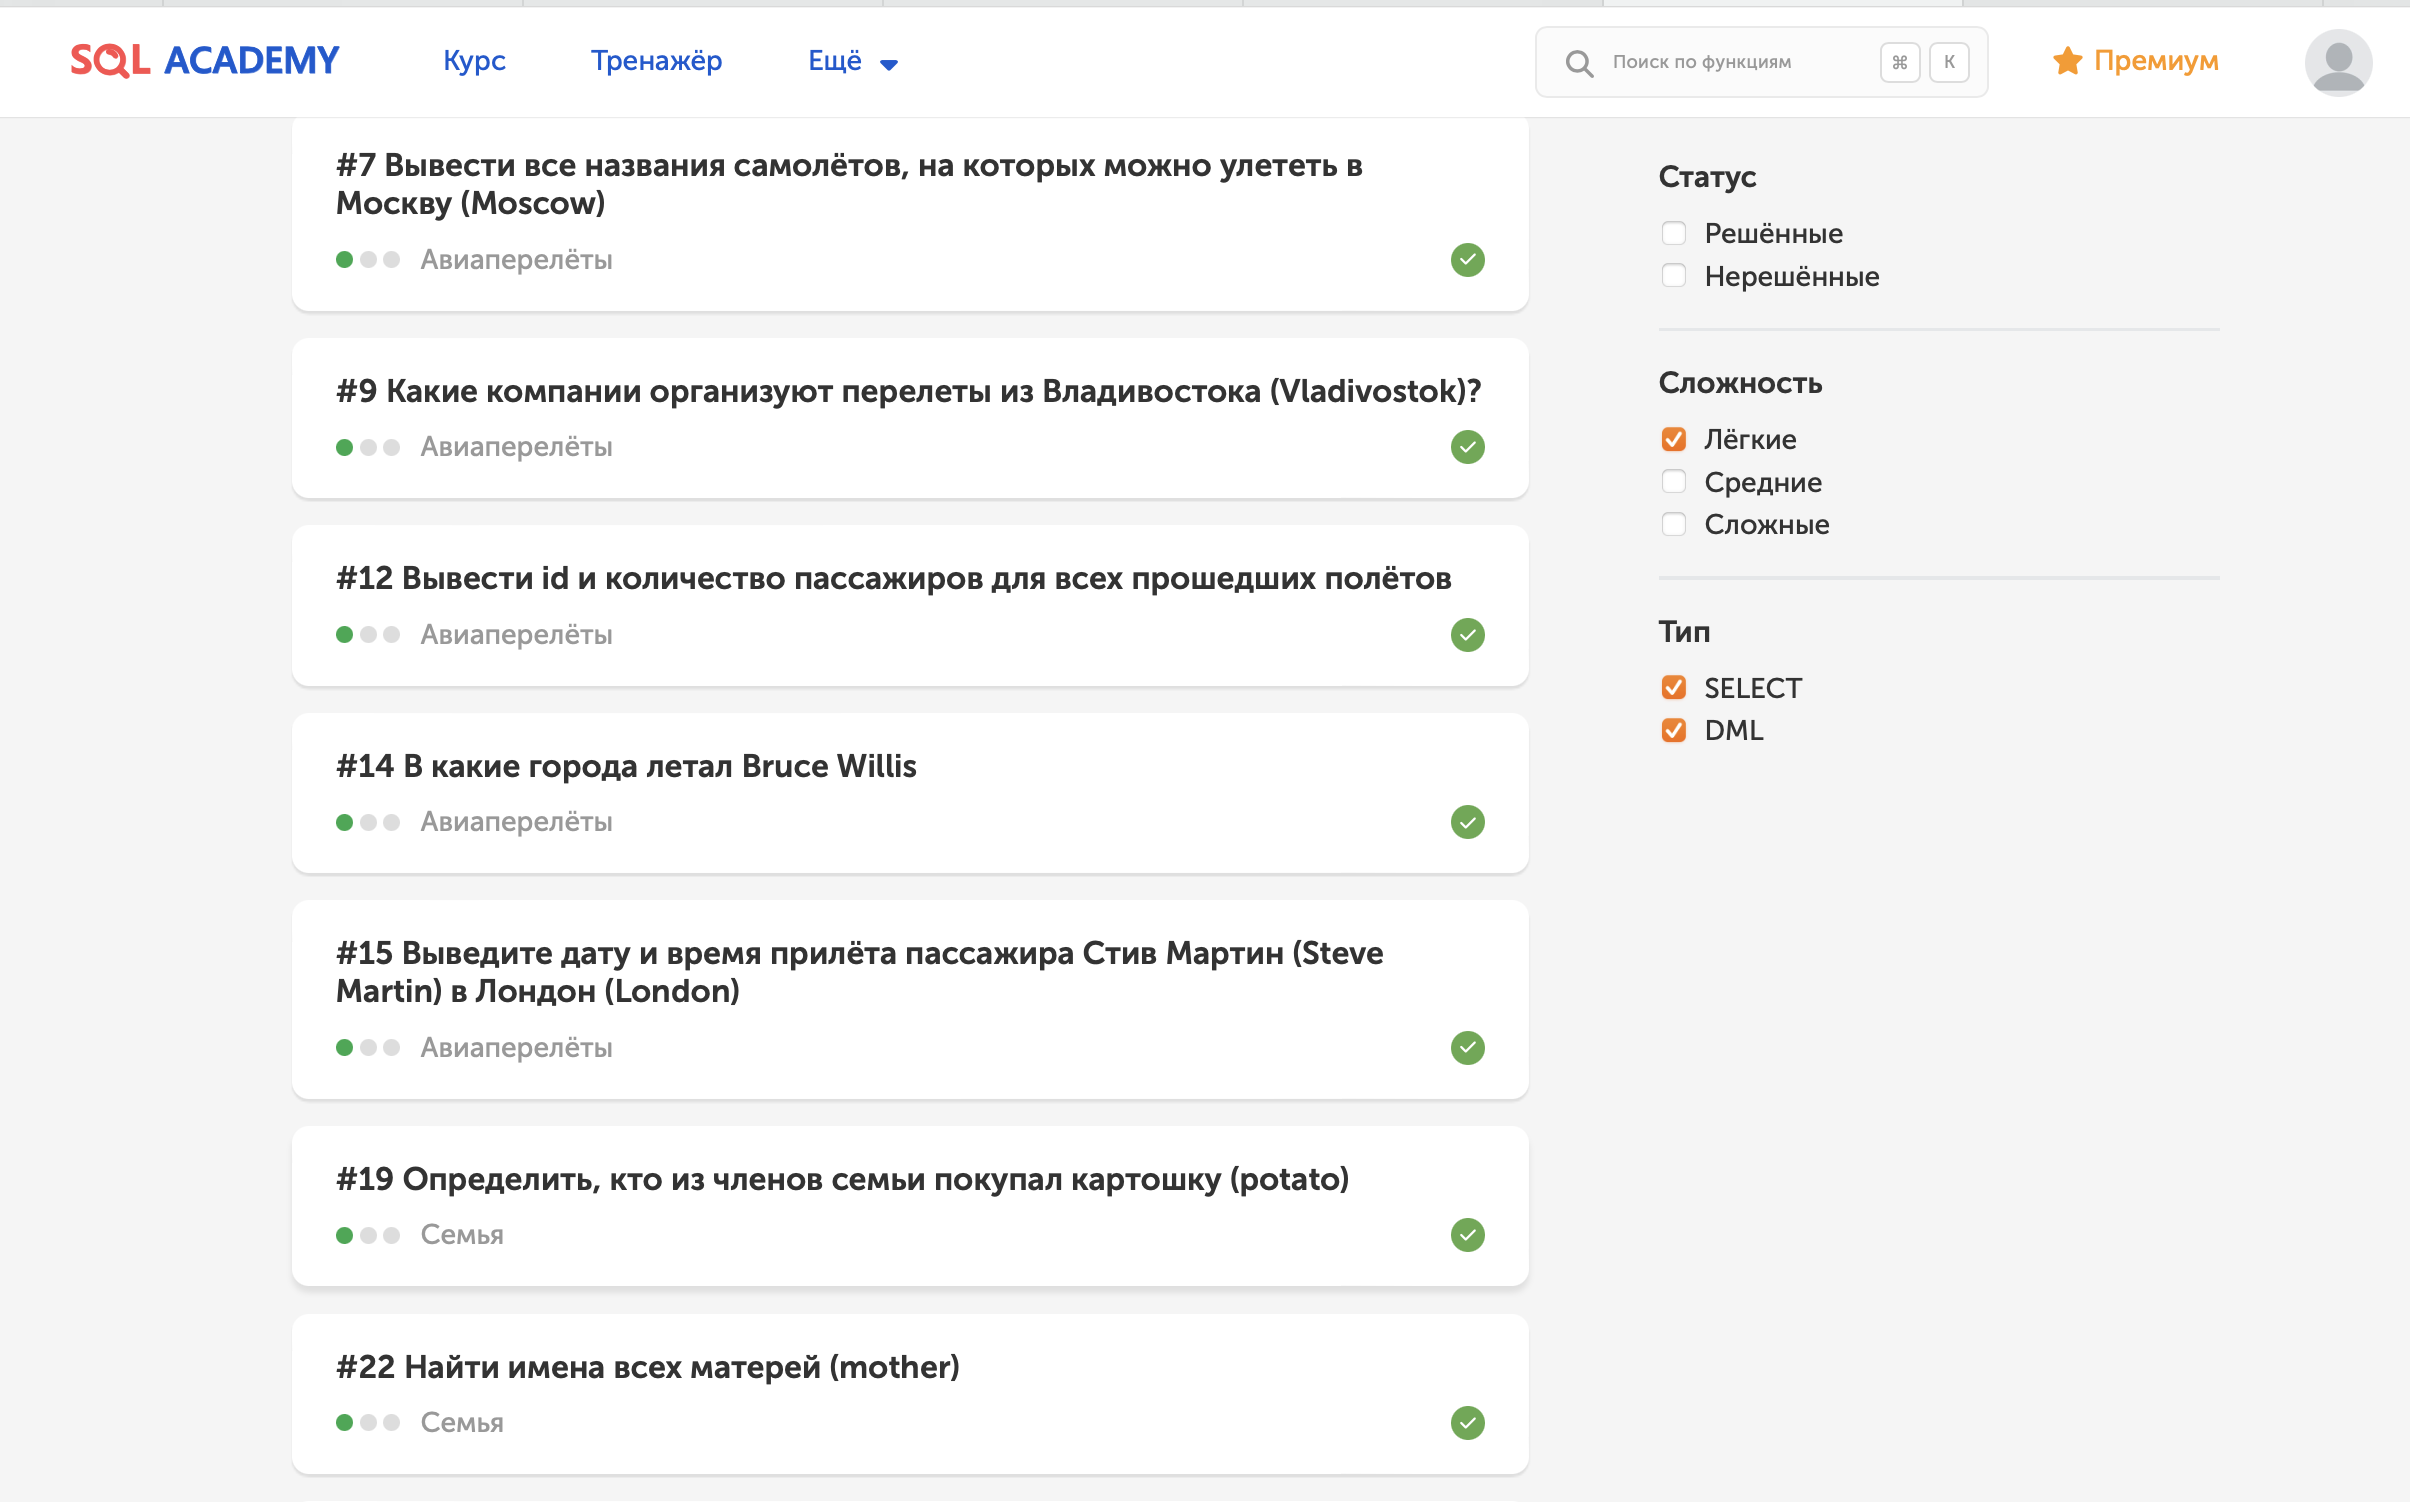 SQL ACADEMY
Курс
Тренажёр
Ещё
Поиск по функциям
⌘
K
Премиум
#7 Вывести все названия самолётов, на которых можно улететь в
Москву (Moscow)
Авиаперелёты
#9 Какие компании организуют перелеты из Владивостока (Vladivostok)?
Авиаперелёты
#12 Вывести id и количество пассажиров для всех прошедших полётов
Авиаперелёты
#14 В какие города летал Bruce Willis
Авиаперелёты
#15 Выведите дату и время прилёта пассажира Стив Мартин (Steve
Martin) в Лондон (London)
Авиаперелёты
#19 Определить, кто из членов семьи покупал картошку (potato)
Семья
#22 Найти имена всех матерей (mother)
Семья
Статус
Решённые
Нерешённые
Сложность
Лёгкие
Средние
Сложные
Тип
SELECT
DML